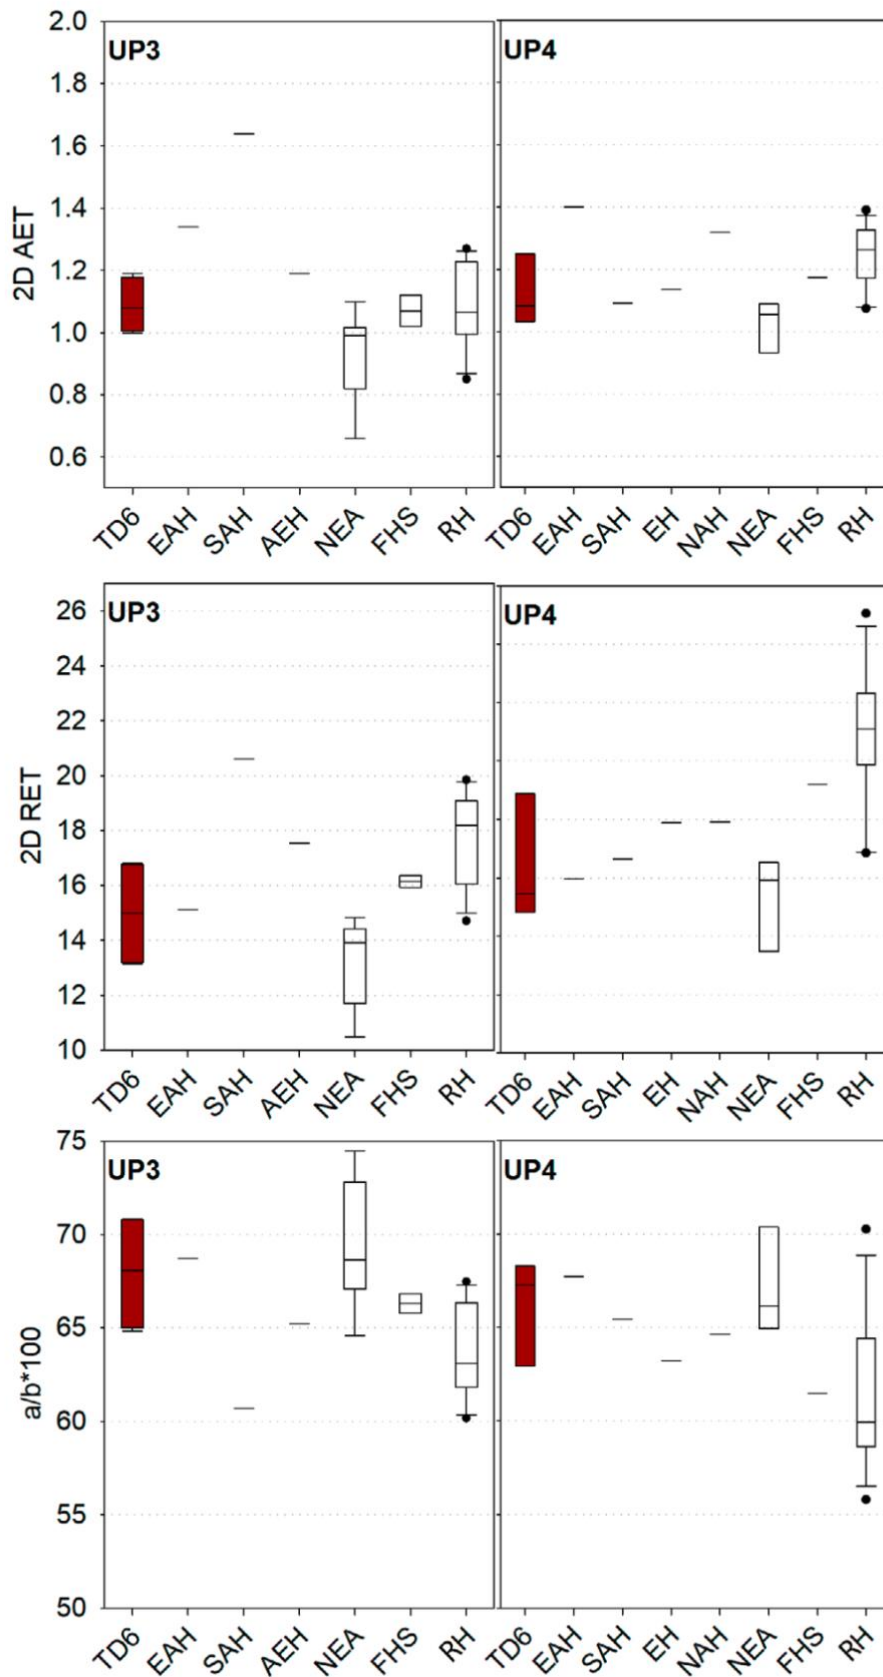 UP3 UP4
2.0
1.8
1.6
1.4
1.2
1.0
0.8
0.6
2D AET
TD6 EAH SAH AEH NEA FHS RH TD6 EAH SAH EH NAH NEA FHS RH
UP3 UP4
26
24
22
20
18
16
14
12
10
2D RET
TD6 EAH SAH AEH NEA FHS RH TD6 EAH SAH EH NAH NEA FHS RH
UP3 UP4
75
70
65
60
55
50
a/b*100
TD6 EAH SAH AEH NEA FHS RH TD6 EAH SAH EH NAH NEA FHS RH